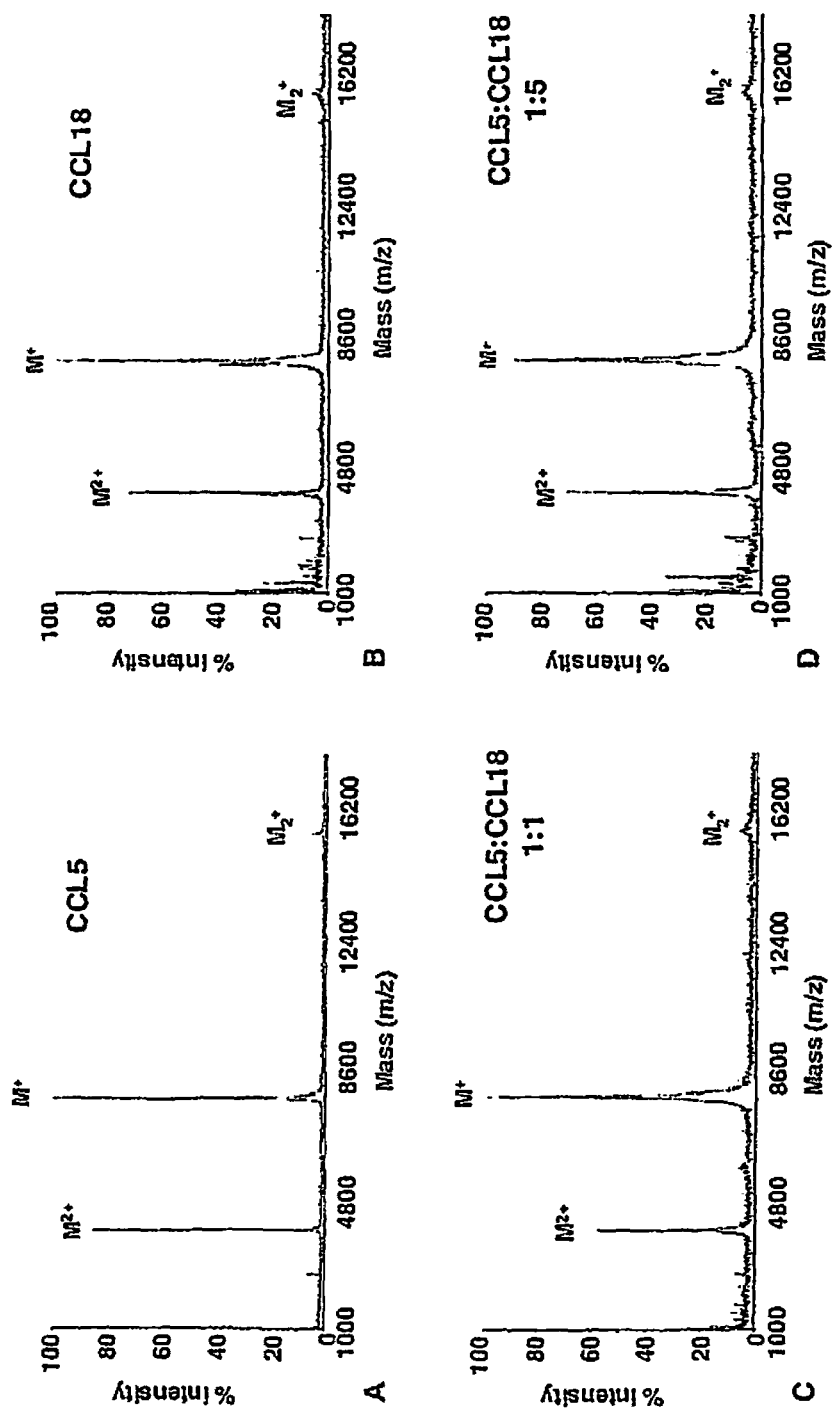 CCL5
M²⁺
M⁺
M₂⁺
% Intensity
100
80
60
40
20
0
1000
4800
8600
12400
16200
Mass (m/z)
A
CCL18
M²⁺
M⁺
M₂⁺
% Intensity
100
80
60
40
20
0
1000
4800
8600
12400
16200
Mass (m/z)
B
CCL5:CCL18
1:1
M²⁺
M⁺
M₂⁺
% Intensity
100
80
60
40
20
0
1000
4800
8600
12400
16200
Mass (m/z)
C
CCL5:CCL18
1:5
M²⁺
M⁺
M₂⁺
% Intensity
100
80
60
40
20
0
1000
4800
8600
12400
16200
Mass (m/z)
D